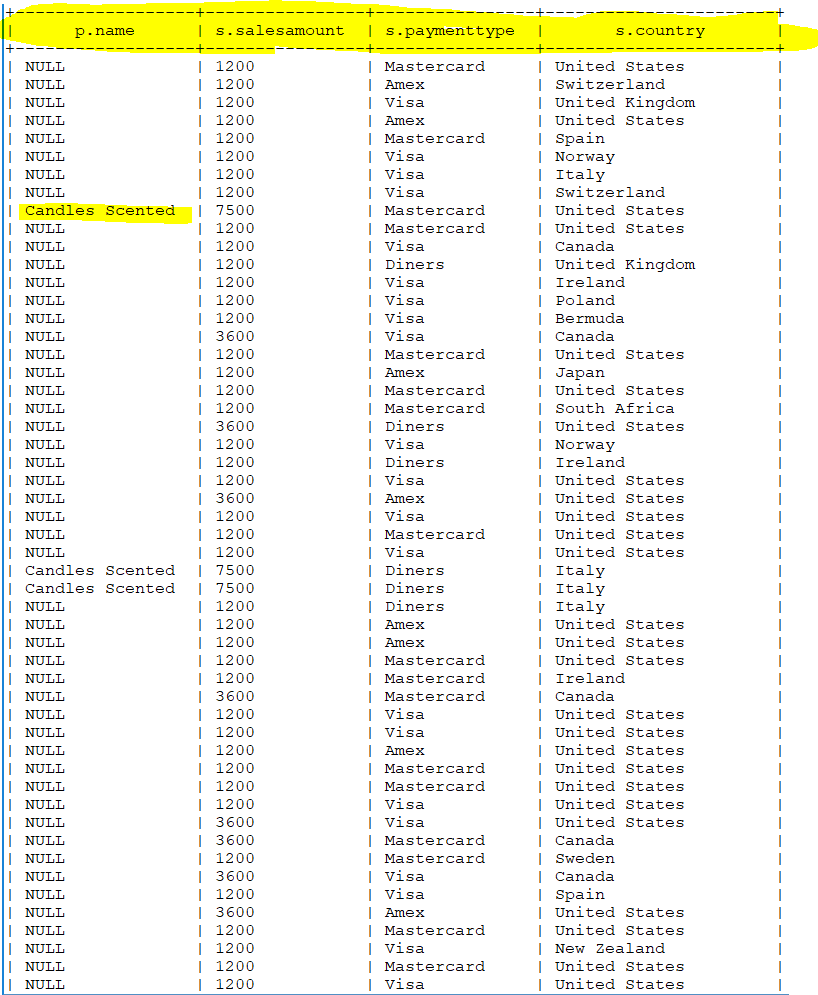 +-------------------+----------------+----------------+-----------------------+
| p.name | s.salesamount | s.paymenttype | s.country |
+-------------------+----------------+----------------+-----------------------+
| NULL | 1200 | Mastercard | United States |
| NULL | 1200 | Amex | Switzerland |
| NULL | 1200 | Visa | United Kingdom |
| NULL | 1200 | Amex | United States |
| NULL | 1200 | Mastercard | Spain |
| NULL | 1200 | Visa | Norway |
| NULL | 1200 | Visa | Italy |
| NULL | 1200 | Visa | Switzerland |
| Candles Scented | 7500 | Mastercard | United States |
| NULL | 1200 | Mastercard | United States |
| NULL | 1200 | Visa | Canada |
| NULL | 1200 | Diners | United Kingdom |
| NULL | 1200 | Visa | Ireland |
| NULL | 1200 | Visa | Poland |
| NULL | 1200 | Visa | Bermuda |
| NULL | 3600 | Visa | Canada |
| NULL | 1200 | Mastercard | United States |
| NULL | 1200 | Amex | Japan |
| NULL | 1200 | Mastercard | United States |
| NULL | 1200 | Mastercard | South Africa |
| NULL | 3600 | Diners | United States |
| NULL | 1200 | Visa | Norway |
| NULL | 1200 | Diners | Ireland |
| NULL | 1200 | Visa | United States |
| NULL | 3600 | Amex | United States |
| NULL | 1200 | Visa | United States |
| NULL | 1200 | Mastercard | United States |
| NULL | 1200 | Visa | United States |
| Candles Scented | 7500 | Diners | Italy |
| Candles Scented | 7500 | Diners | Italy |
| NULL | 1200 | Diners | Italy |
| NULL | 1200 | Amex | United States |
| NULL | 1200 | Amex | United States |
| NULL | 1200 | Mastercard | United States |
| NULL | 1200 | Mastercard | Ireland |
| NULL | 3600 | Mastercard | Canada |
| NULL | 1200 | Visa | United States |
| NULL | 1200 | Visa | United States |
| NULL | 1200 | Amex | United States |
| NULL | 1200 | Mastercard | United States |
| NULL | 1200 | Mastercard | United States |
| NULL | 1200 | Visa | United States |
| NULL | 3600 | Visa | United States |
| NULL | 3600 | Mastercard | Canada |
| NULL | 1200 | Mastercard | Sweden |
| NULL | 3600 | Visa | Canada |
| NULL | 1200 | Visa | Spain |
| NULL | 3600 | Amex | United States |
| NULL | 1200 | Mastercard | United States |
| NULL | 1200 | Visa | New Zealand |
| NULL | 1200 | Mastercard | United States |
| NULL | 1200 | Visa | United States |